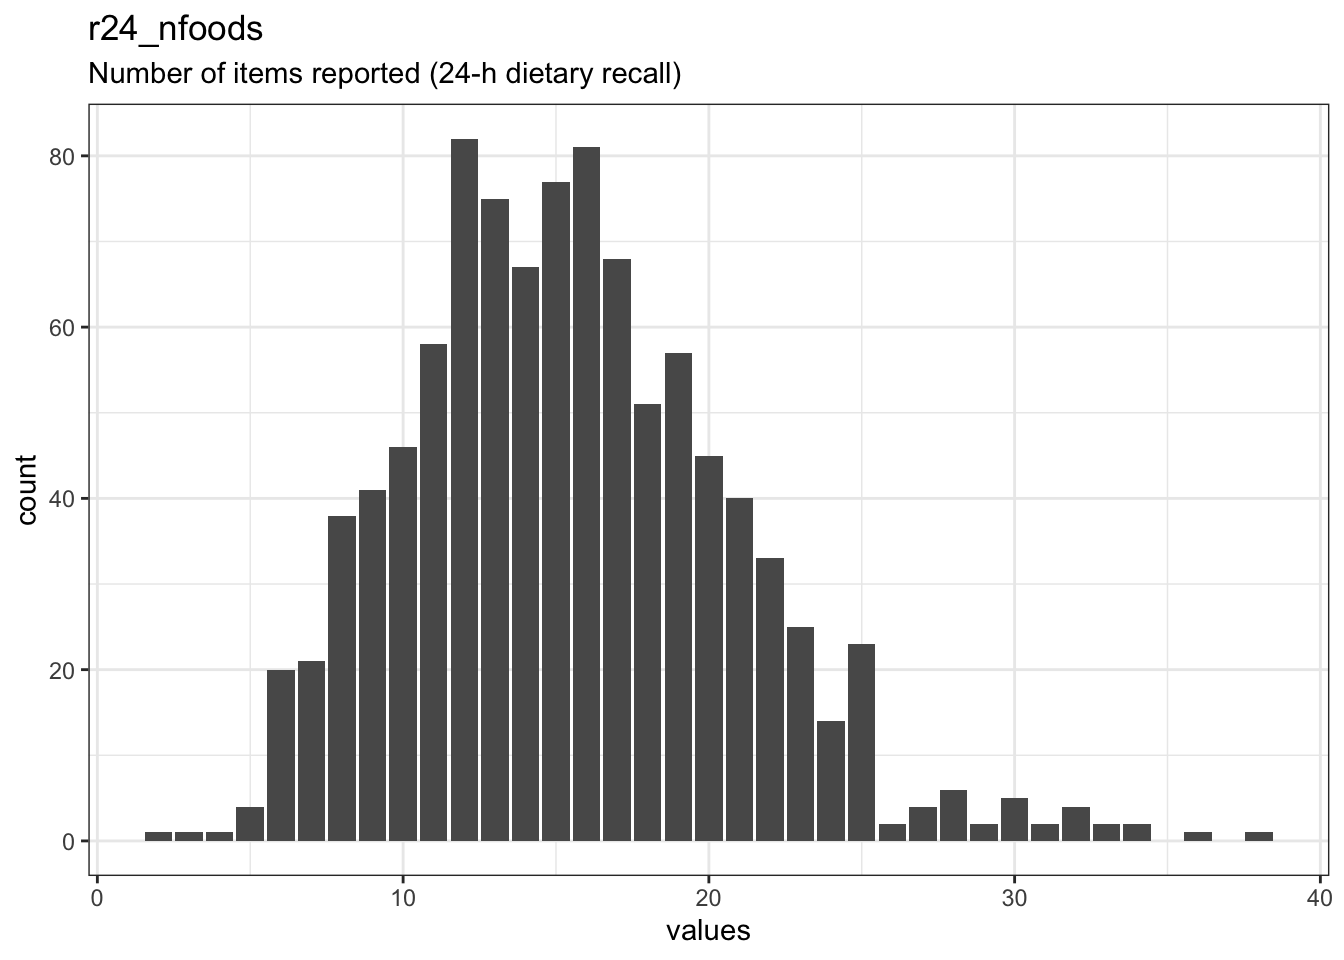 r24_nfoods
Number of items reported (24-h dietary recall)
80
60
40
20
0
count
0 10 20 30 40
values